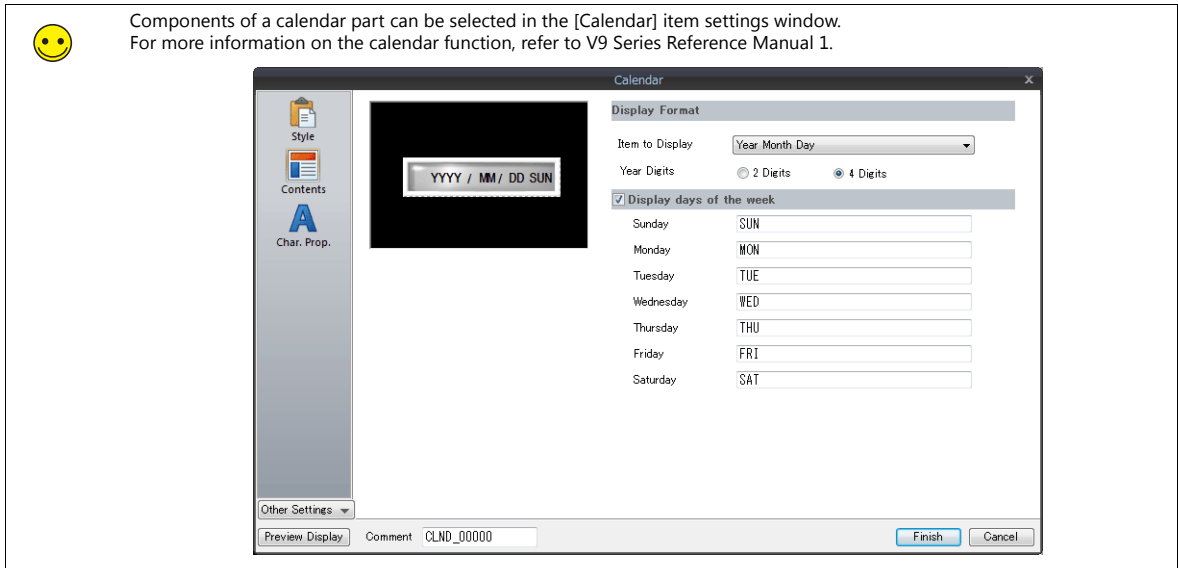 Components of a calendar part can be selected in the [Calendar] item settings window.
For more information on the calendar function, refer to V9 Series Reference Manual 1.
Calendar
x
Style
Contents
A
Char. Prop.
Other Settings
YYYY / MM / DD SUN
Display Format
Item to Display Year Month Day
Year Digits 2 Digits 4 Digits
Display days of the week
Sunday SUN
Monday MON
Tuesday TUE
Wednesday WED
Thursday THU
Friday FRI
Saturday SAT
Preview Display Comment CLND_00000 Finish Cancel